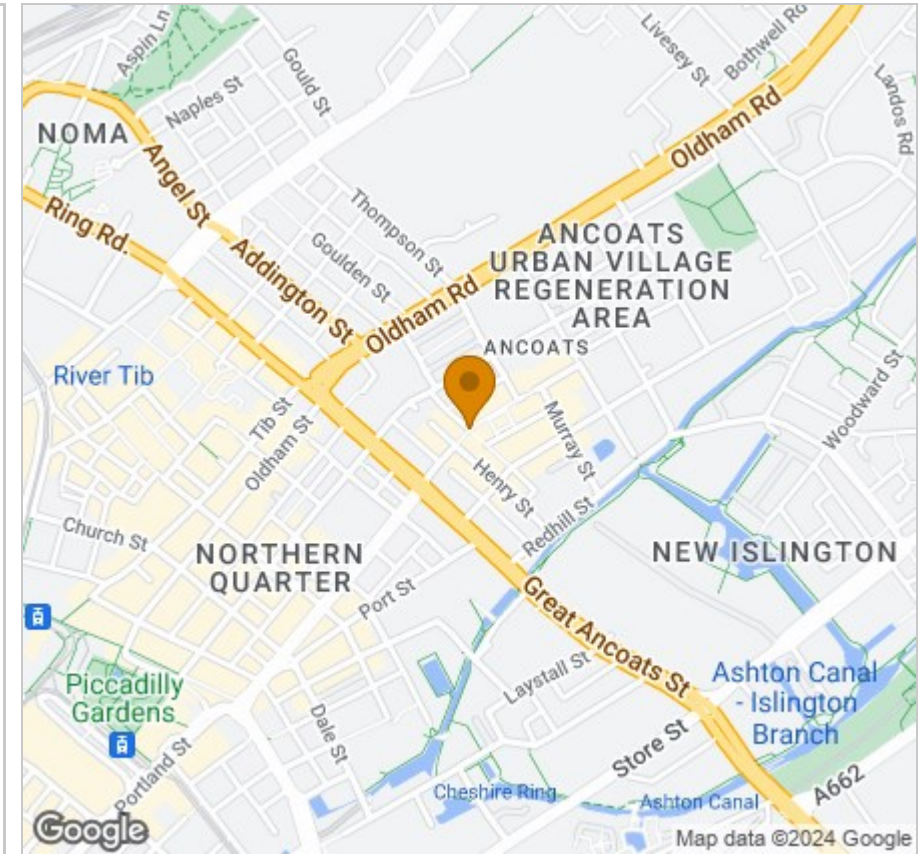 Aspin Ln
Gould St
Livesey St
Bothwell Rd
Naples St
Landos Rd
NOMA
Angel St
Oldham Rd
Ring Rd.
Thompson St
Addington St
Goulden St
ANCOATS
URBAN VILLAGE
REGENERATION
AREA
Oldham Rd
ANCOATS
River Tib
Tib St
Oldham St
Murray St
Woodward St
Henry St
Redhill St
Church St
NORTHERN
QUARTER
NEW ISLINGTON
Port St
Great Ancoats St
Laystall St
Piccadilly
Gardens
Ashton Canal
- Islington
Branch
Dale St
Store St
Portland St
Cheshire Ring
Ashton Canal
A662
Google
Map data ©2024 Google